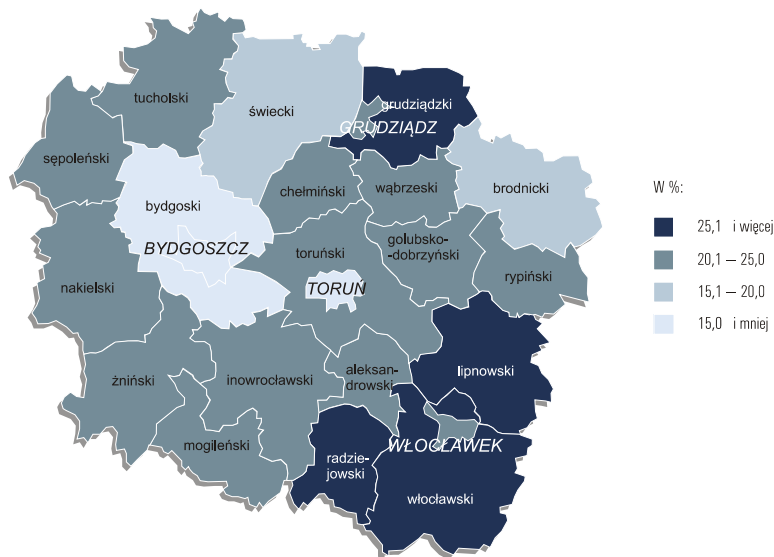 tucholski
świecki
grudziądzki
GRUDZIĄDZ
sępoleński
chełmiński
wąbrzeski
brodnicki
bydgoski
BYDGOSZCZ
toruński
golubsko-
-dobrzyński
rypiński
nakielski
TORUŃ
lipnowski
żniński
inowrocławski
aleksan-
drowski
mogileński
radzie-
jowski
WŁOCŁAWEK
włocławski
W %:
25,1 i więcej
20,1 – 25,0
15,1 – 20,0
15,0 i mniej